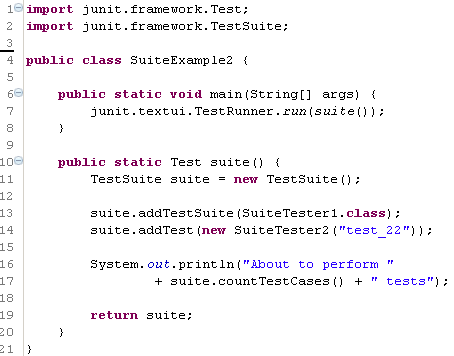 1 import junit.framework.Test;
2 import junit.framework.TestSuite;
3
4 public class SuiteExample2 {
5
6     public static void main(String[] args) {
7         junit.textui.TestRunner.run(suite());
8     }
9
10     public static Test suite() {
11         TestSuite suite = new TestSuite();
12
13         suite.addTestSuite(SuiteTester1.class);
14         suite.addTest(new SuiteTester2("test_22"));
15
16         System.out.println("About to perform "
17                 + suite.countTestCases() + " tests");
18
19         return suite;
20     }
21 }